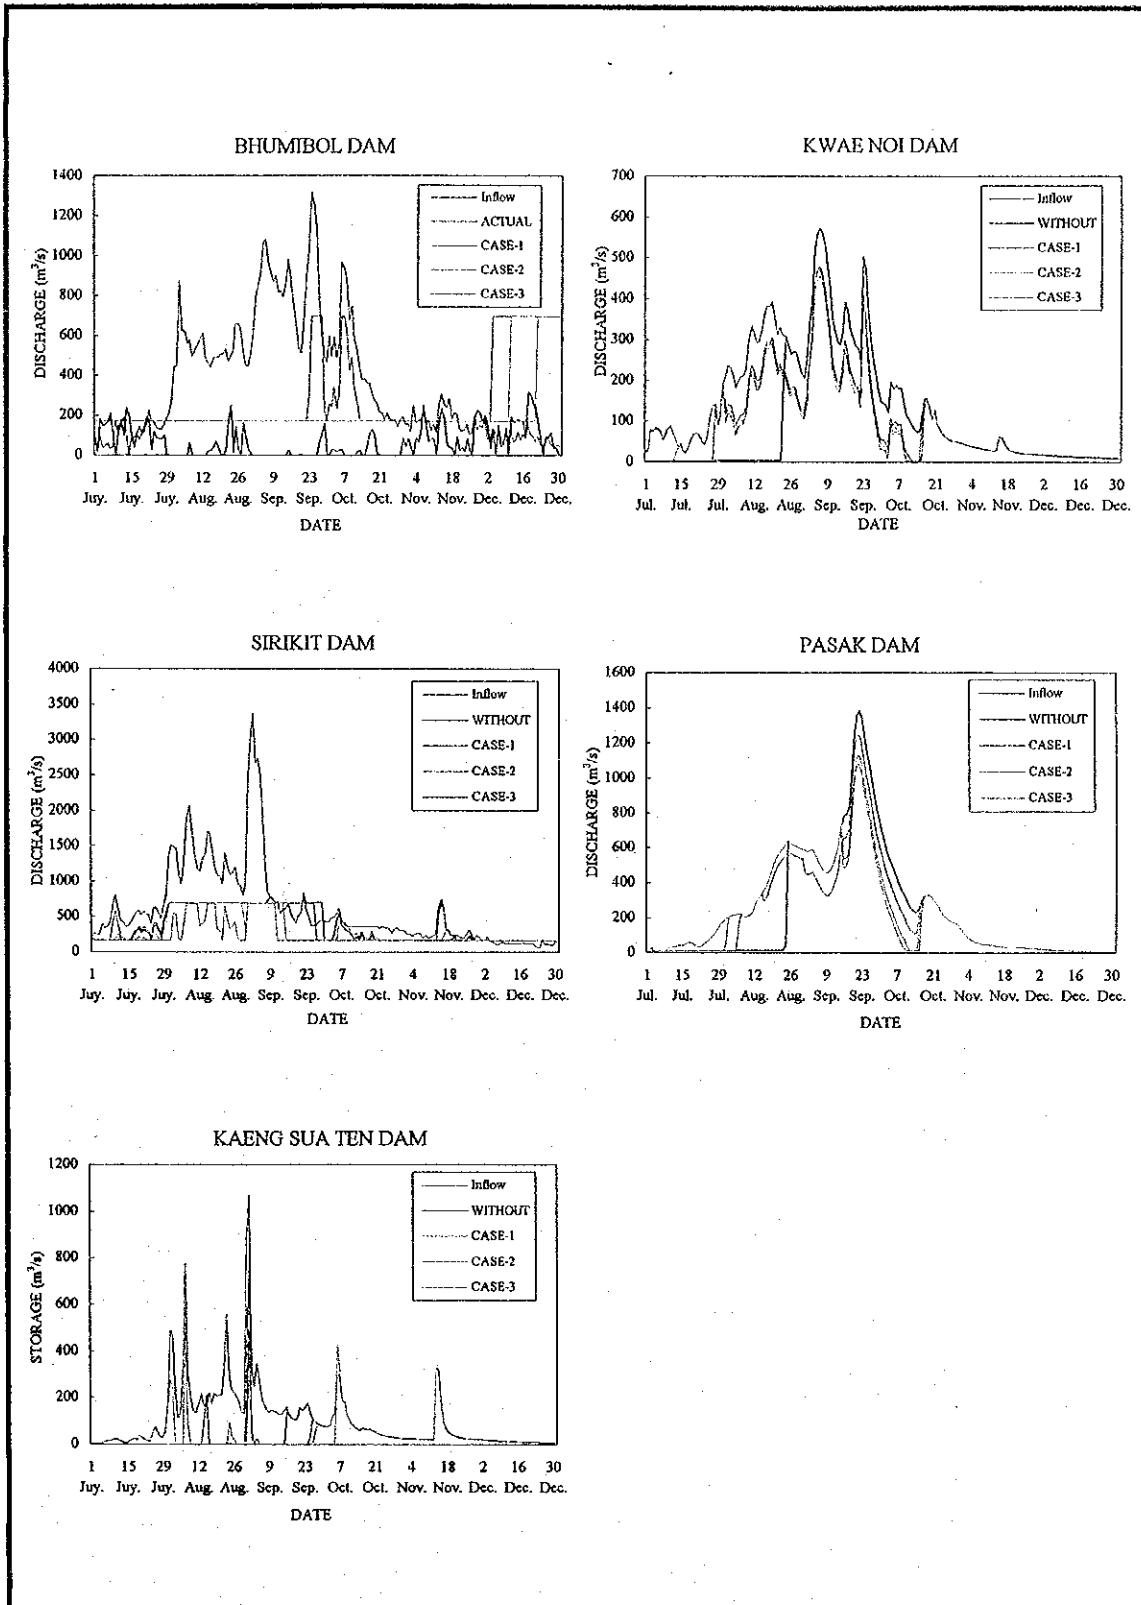 BHUMIBOL DAM
1400
1200
1000
800
600
400
200
0
DISCHARGE (m³/s)
Inflow
ACTUAL
CASE-1
CASE-2
CASE-3
1 15 29 12 26 9 23 7 21 4 18 2 16 30
Juy. Juy. Juy. Aug. Aug. Sep. Sep. Oct. Oct. Nov. Nov. Dec. Dec. Dec.
DATE
KWAE NOI DAM
700
600
500
400
300
200
100
0
DISCHARGE (m³/s)
Inflow
WITHOUT
CASE-1
CASE-2
CASE-3
1 15 29 12 26 9 23 7 21 4 18 2 16 30
Jul. Jul. Jul. Aug. Aug. Sep. Sep. Oct. Oct. Nov. Nov. Dec. Dec. Dec.
DATE
SIRIKIT DAM
4000
3500
3000
2500
2000
1500
1000
500
0
DISCHARGE (m³/s)
Inflow
WITHOUT
CASE-1
CASE-2
CASE-3
1 15 29 12 26 9 23 7 21 4 18 2 16 30
Juy. Juy. Juy. Aug. Aug. Sep. Sep. Oct. Oct. Nov. Nov. Dec. Dec. Dec.
DATE
PASAK DAM
1600
1400
1200
1000
800
600
400
200
0
DISCHARGE (m³/s)
Inflow
WITHOUT
CASE-1
CASE-2
CASE-3
1 15 29 12 26 9 23 7 21 4 18 2 16 30
Jul. Jul. Jul. Aug. Aug. Sep. Sep. Oct. Oct. Nov. Nov. Dec. Dec. Dec.
DATE
KAENG SUA TEN DAM
1200
1000
800
600
400
200
0
STORAGE (m³/s)
Inflow
WITHOUT
CASE-1
CASE-2
CASE-3
1 15 29 12 26 9 23 7 21 4 18 2 16 30
Juy. Juy. Juy. Aug. Aug. Sep. Sep. Oct. Oct. Nov. Nov. Dec. Dec. Dec.
DATE